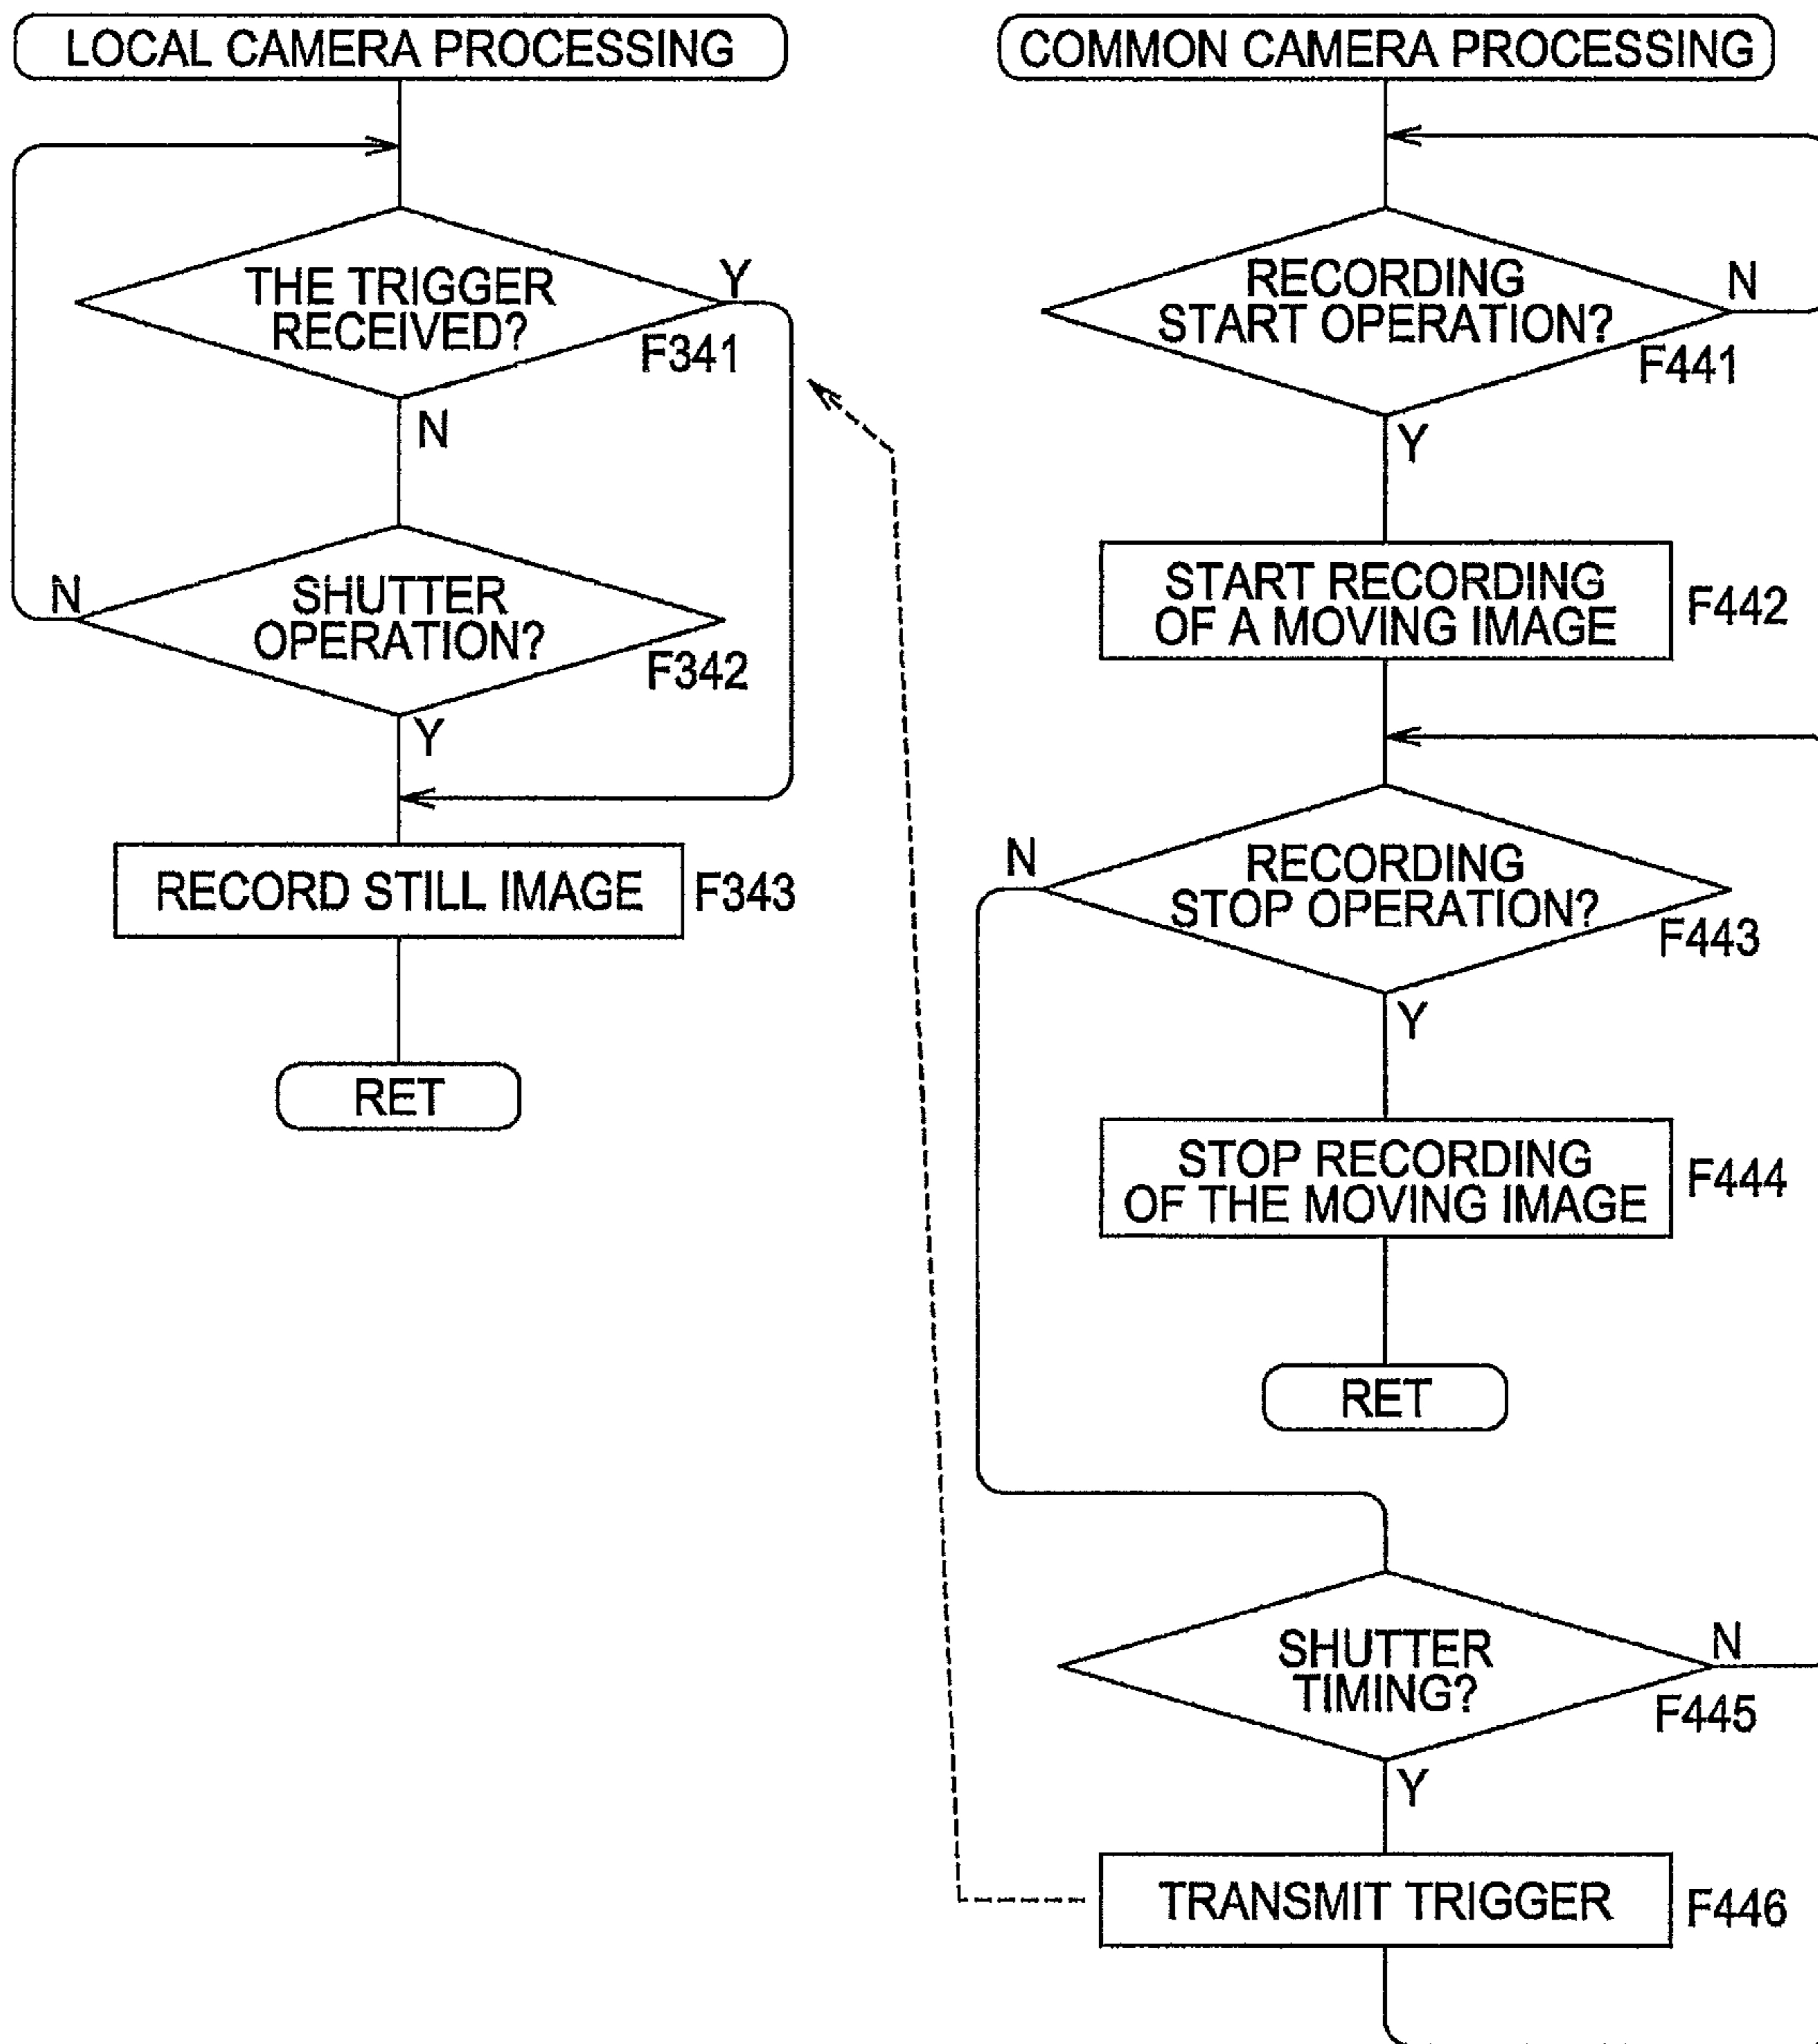 LOCAL CAMERA PROCESSING
THE TRIGGER
RECEIVED?
Y
F341
N
SHUTTER
OPERATION?
N
F342
Y
RECORD STILL IMAGE
F343
RET
COMMON CAMERA PROCESSING
RECORDING
START OPERATION?
N
F441
Y
START RECORDING
OF A MOVING IMAGE
F442
RECORDING
STOP OPERATION?
N
F443
Y
STOP RECORDING
OF THE MOVING IMAGE
F444
RET
SHUTTER
TIMING?
N
F445
Y
TRANSMIT TRIGGER
F446